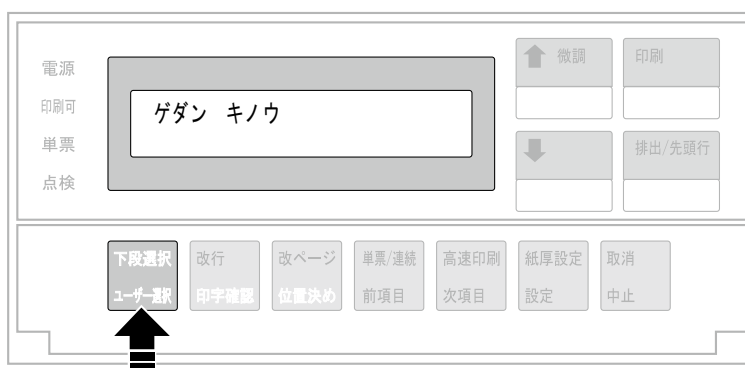 電源
印刷可
単票
点検
ゲダン キノウ
微調
印刷
排出/先頭行
下段選択
ユーザー選択
改行
印字確認
改ページ
位置決め
単票/連続
前項目
高速印刷
次項目
紙厚設定
設定
取消
中止